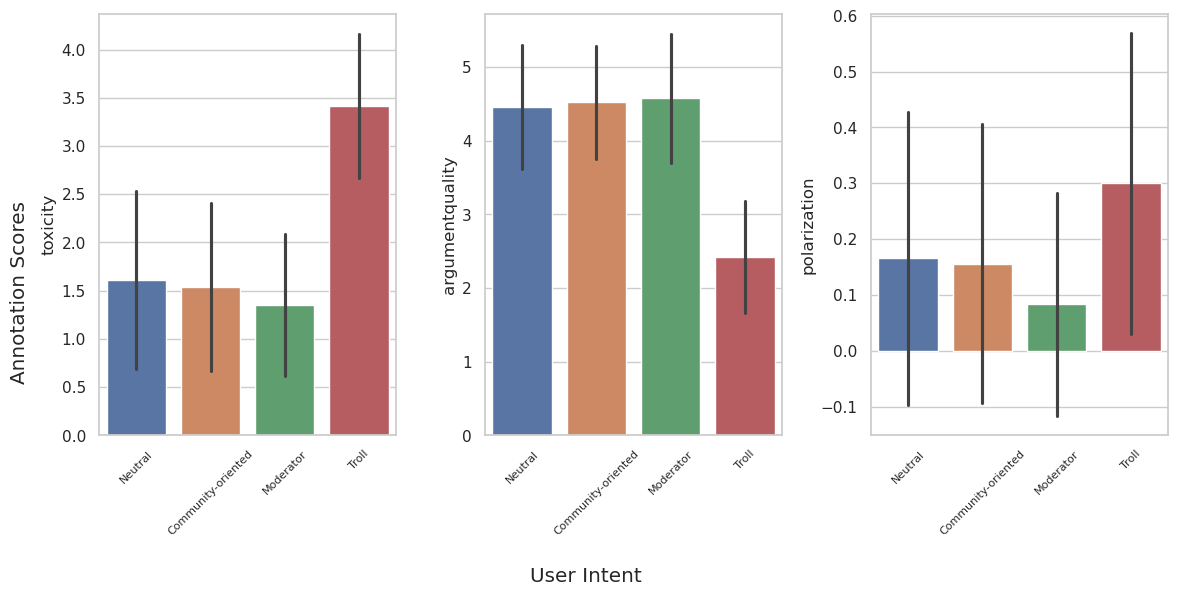 Annotation Scores
toxicity
4.0
3.5
3.0
2.5
2.0
1.5
1.0
0.5
0.0
Neutral
Community-oriented
Moderator
Troll
argumentquality
5
4
3
2
1
0
Neutral
Community-oriented
Moderator
Troll
polarization
0.6
0.5
0.4
0.3
0.2
0.1
0.0
−0.1
Neutral
Community-oriented
Moderator
Troll
User Intent